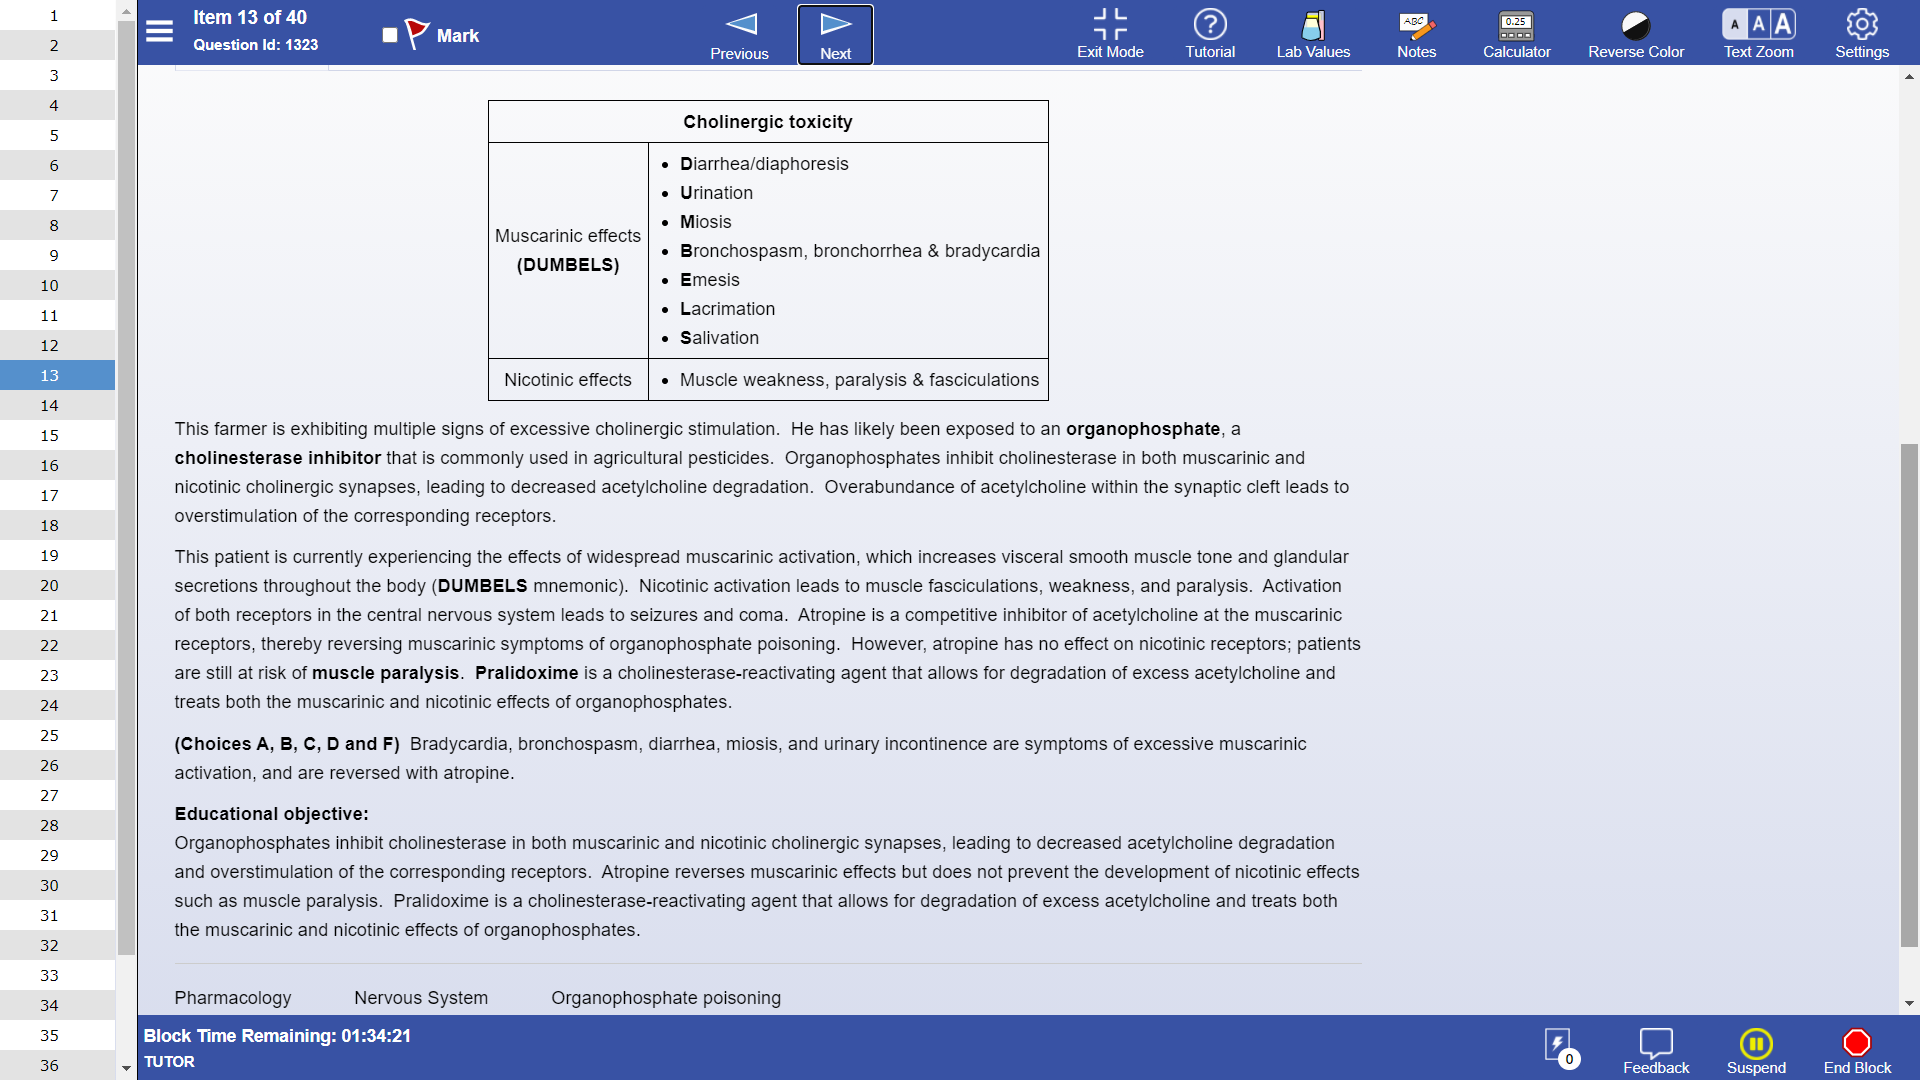 1
2
3
4
5
6
7
8
9
10
11
12
13
14
15
16
17
18
19
20
21
22
23
24
25
26
27
28
29
30
31
32
33
34
35
36
Item 13 of 40
Question Id: 1323
Mark
Previous
Next
Exit Mode
Tutorial
Lab Values
ABC
Notes
0.25
Calculator
Reverse Color
A A A
Text Zoom
Settings
Cholinergic toxicity
Muscarinic effects
(DUMBELS)
• Diarrhea/diaphoresis
• Urination
• Miosis
• Bronchospasm, bronchorrhea & bradycardia
• Emesis
• Lacrimation
• Salivation
Nicotinic effects
• Muscle weakness, paralysis & fasciculations
This farmer is exhibiting multiple signs of excessive cholinergic stimulation. He has likely been exposed to an organophosphate, a
cholinesterase inhibitor that is commonly used in agricultural pesticides. Organophosphates inhibit cholinesterase in both muscarinic and
nicotinic cholinergic synapses, leading to decreased acetylcholine degradation. Overabundance of acetylcholine within the synaptic cleft leads to
overstimulation of the corresponding receptors.
This patient is currently experiencing the effects of widespread muscarinic activation, which increases visceral smooth muscle tone and glandular
secretions throughout the body (DUMBELS mnemonic). Nicotinic activation leads to muscle fasciculations, weakness, and paralysis. Activation
of both receptors in the central nervous system leads to seizures and coma. Atropine is a competitive inhibitor of acetylcholine at the muscarinic
receptors, thereby reversing muscarinic symptoms of organophosphate poisoning. However, atropine has no effect on nicotinic receptors; patients
are still at risk of muscle paralysis. Pralidoxime is a cholinesterase-reactivating agent that allows for degradation of excess acetylcholine and
treats both the muscarinic and nicotinic effects of organophosphates.
(Choices A, B, C, D and F) Bradycardia, bronchospasm, diarrhea, miosis, and urinary incontinence are symptoms of excessive muscarinic
activation, and are reversed with atropine.
Educational objective:
Organophosphates inhibit cholinesterase in both muscarinic and nicotinic cholinergic synapses, leading to decreased acetylcholine degradation
and overstimulation of the corresponding receptors. Atropine reverses muscarinic effects but does not prevent the development of nicotinic effects
such as muscle paralysis. Pralidoxime is a cholinesterase-reactivating agent that allows for degradation of excess acetylcholine and treats both
the muscarinic and nicotinic effects of organophosphates.
Pharmacology Nervous System Organophosphate poisoning
Block Time Remaining: 01:34:21
TUTOR
0
Feedback
Suspend
End Block